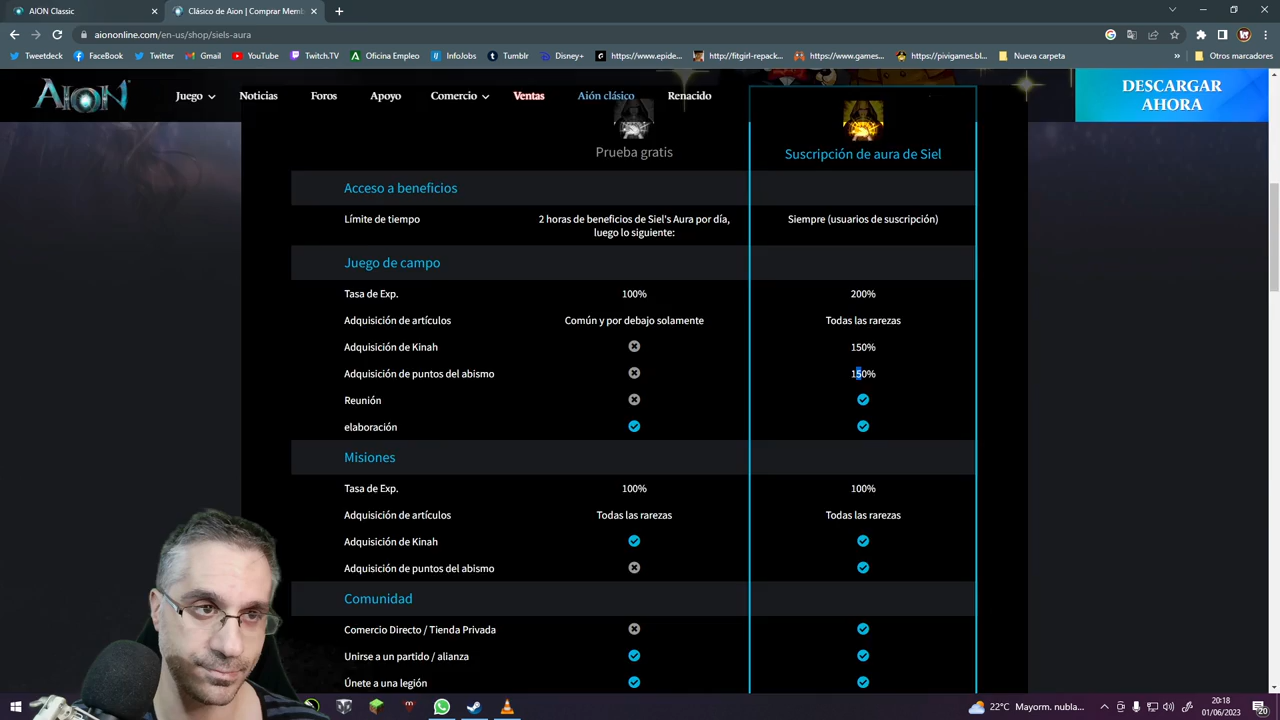 AION Classic
Clásico de Aion | Comprar Memb
aiononline.com/en-us/shop/siels-aura
Tweetdeck
FaceBook
Twitter
Gmail
YouTube
Twitch.TV
Oficina Empleo
InfoJobs
Tumblr
Disney+
https://www.epide...
http://fitgirl-repack...
https://www.games...
https://pivigames.bl...
Nueva carpeta
»
Otros marcadores
AION
Juego
Noticias
Foros
Apoyo
Comercio
Ventas
Aión clásico
Renacido
DESCARGAR
AHORA
Prueba gratis
Suscripción de aura de Siel
Acceso a beneficios
Límite de tiempo
2 horas de beneficios de Siel's Aura por día,
luego lo siguiente:
Siempre (usuarios de suscripción)
Juego de campo
Tasa de Exp.
100%
200%
Adquisición de artículos
Común y por debajo solamente
Todas las rarezas
Adquisición de Kinah
150%
Adquisición de puntos del abismo
150%
Reunión
elaboración
Misiones
Tasa de Exp.
100%
100%
Adquisición de artículos
Todas las rarezas
Todas las rarezas
Adquisición de Kinah
Adquisición de puntos del abismo
Comunidad
Comercio Directo / Tienda Privada
Unirse a un partido / alianza
Únete a una legión
22°C Mayorm. nubla...
20:18
01/06/2023
20